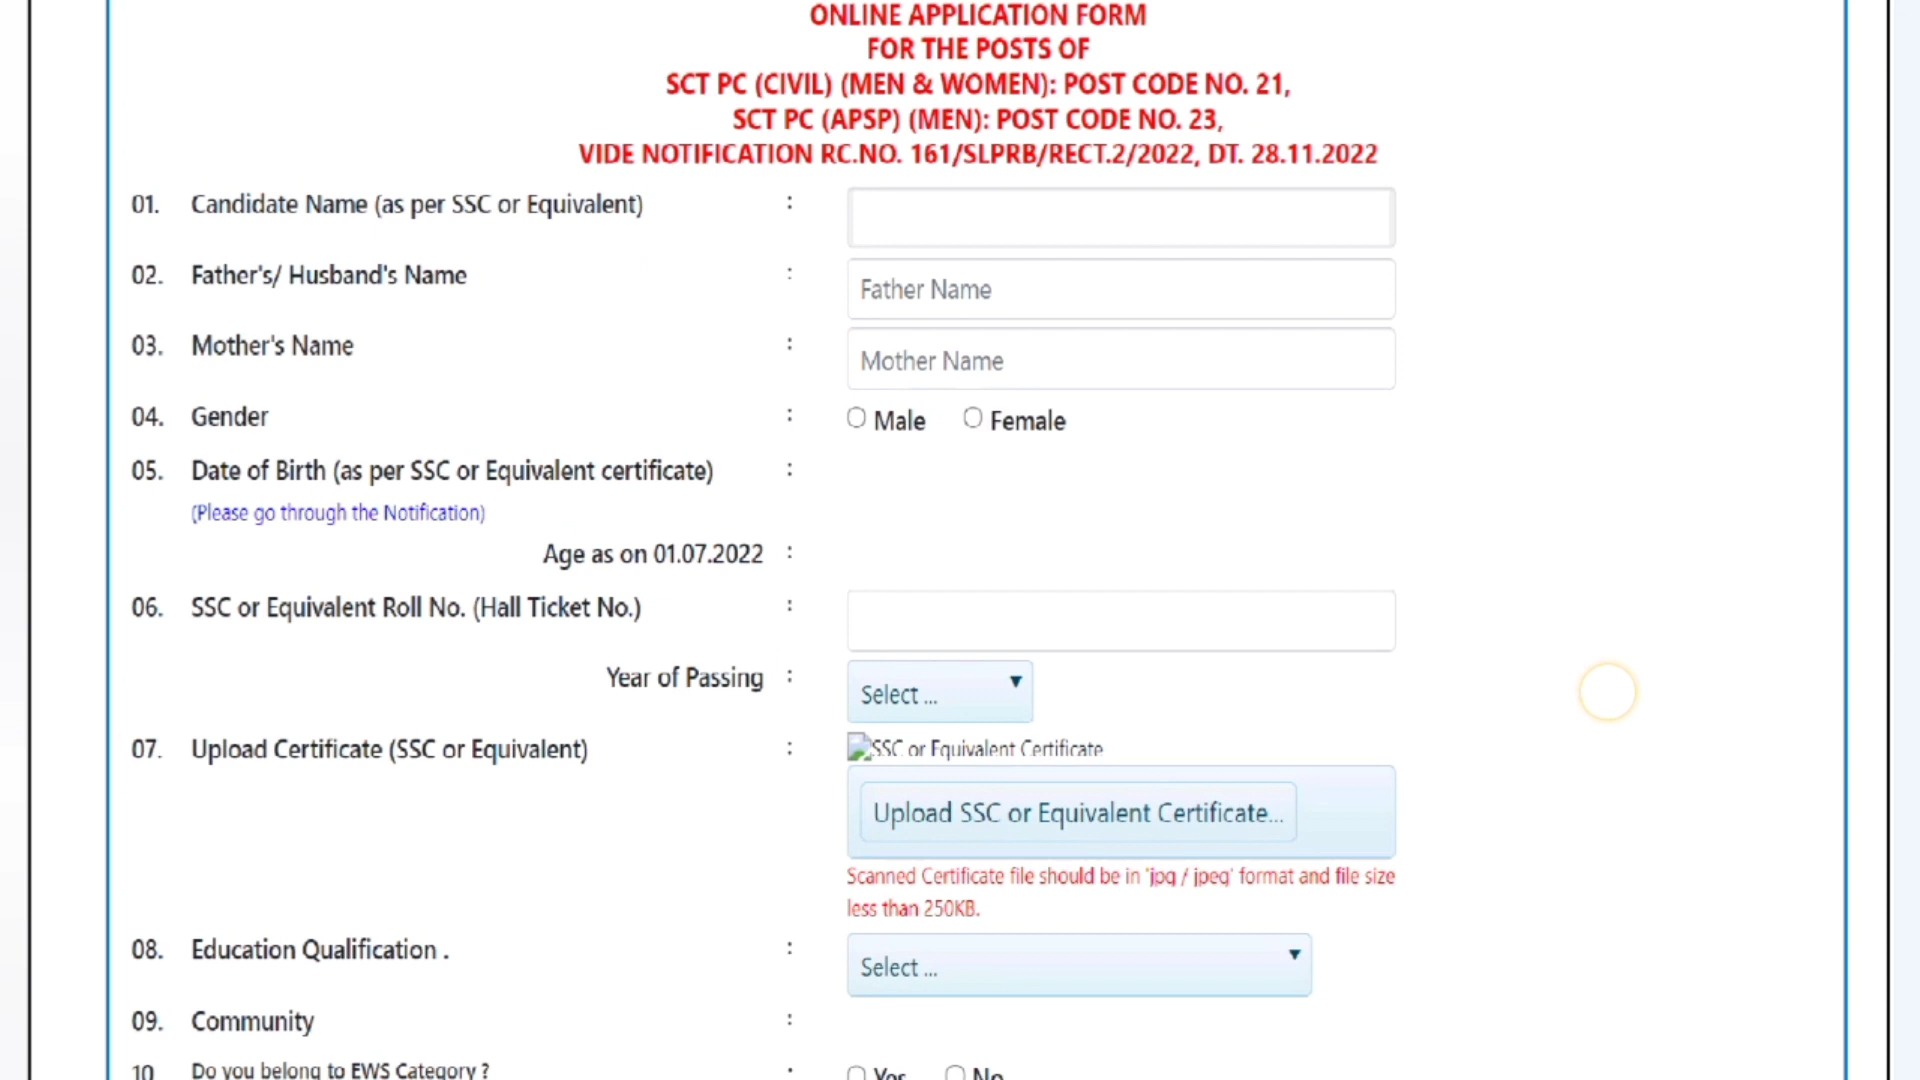 ONLINE APPLICATION FORM
FOR THE POSTS OF
SCT PC (CIVIL) (MEN & WOMEN): POST CODE NO. 21,
SCT PC (APSP) (MEN): POST CODE NO. 23,
VIDE NOTIFICATION RC.NO. 161/SLPRB/RECT.2/2022, DT. 28.11.2022
01. Candidate Name (as per SSC or Equivalent) :
02. Father's/ Husband's Name : Father Name
03. Mother's Name : Mother Name
04. Gender : Male Female
05. Date of Birth (as per SSC or Equivalent certificate) :
(Please go through the Notification)
Age as on 01.07.2022 :
06. SSC or Equivalent Roll No. (Hall Ticket No.) :
Year of Passing : Select ...
07. Upload Certificate (SSC or Equivalent) : SSC or Equivalent Certificate
Upload SSC or Equivalent Certificate...
Scanned Certificate file should be in 'jpg / jpeg' format and file size
less than 250KB.
08. Education Qualification . : Select ...
09. Community :
10 Do you belong to EWS Category ? : Yes No